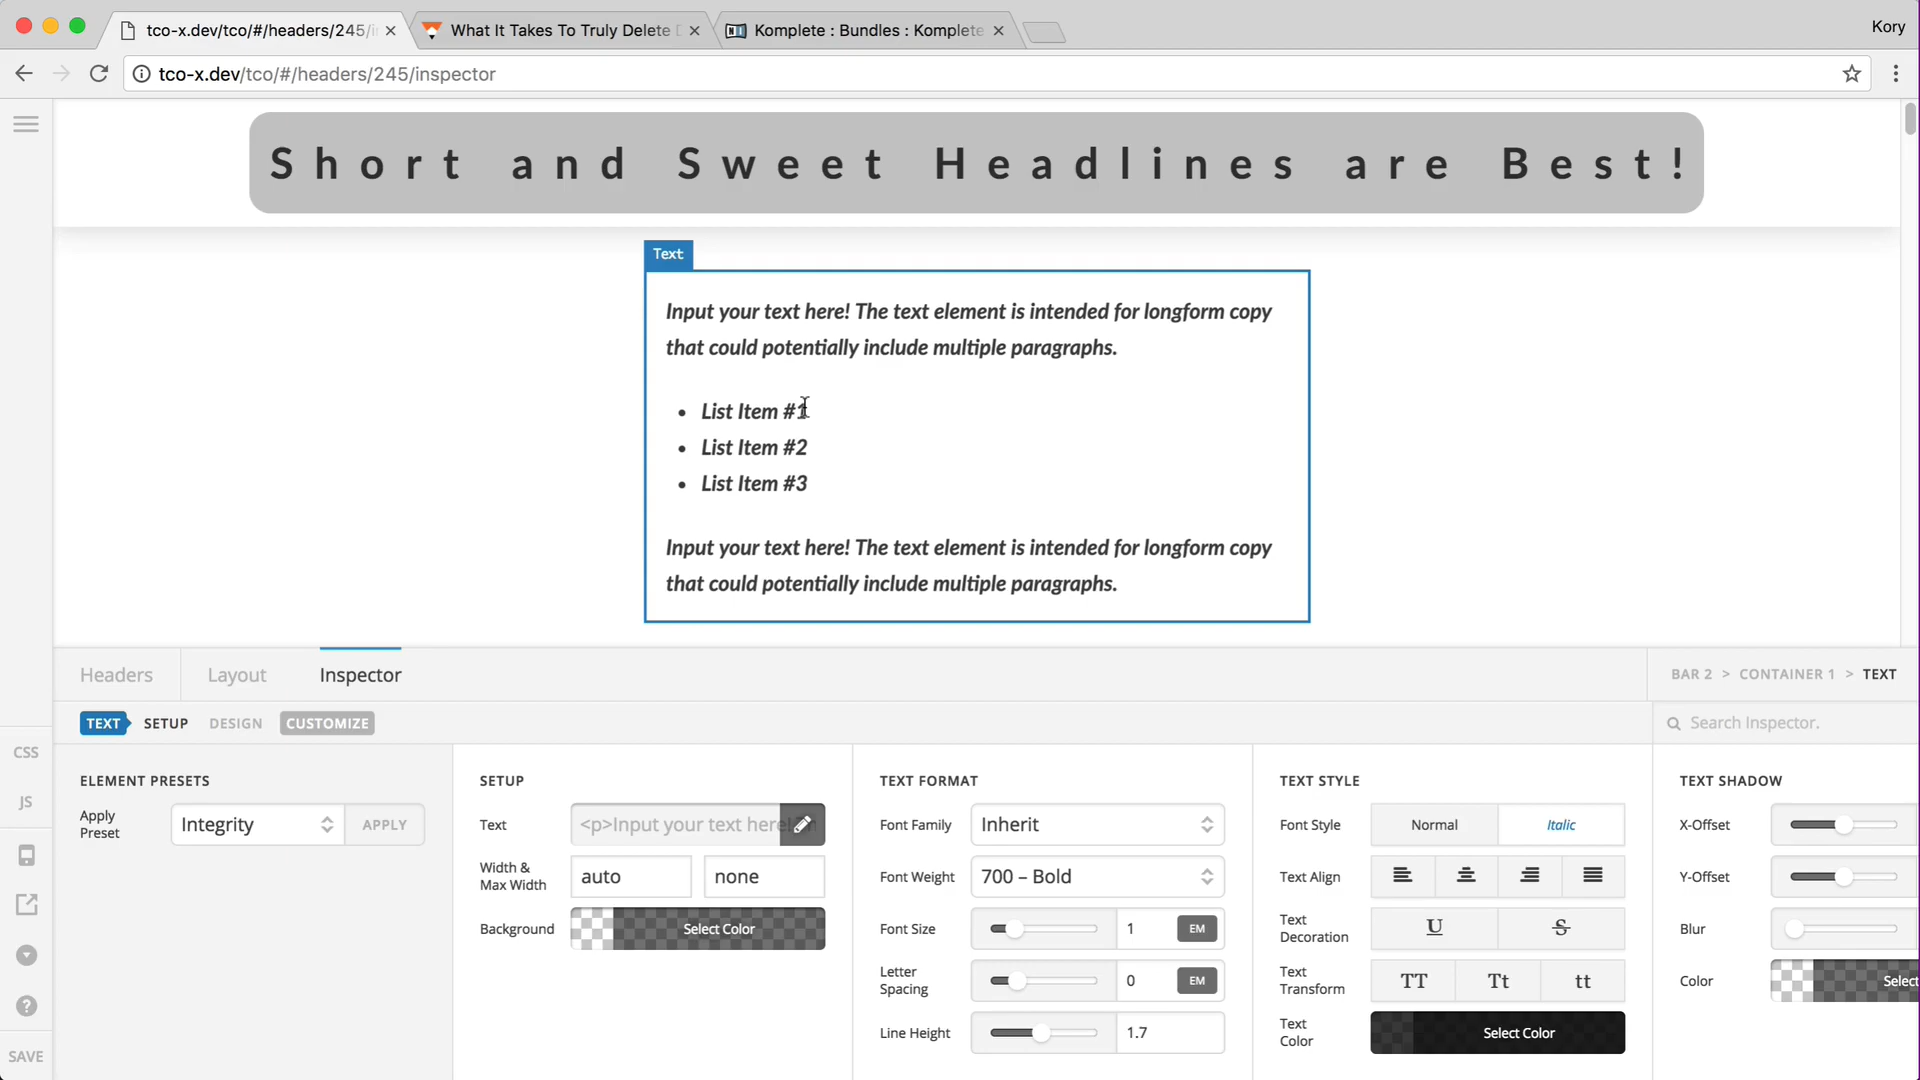 tco-x.dev/tco/#/headers/245/i
What It Takes To Truly Delete D
Komplete : Bundles : Komplete
Kory
tco-x.dev/tco/#/headers/245/inspector
Short and Sweet Headlines are Best!
Text
Input your text here! The text element is intended for longform copy
that could potentially include multiple paragraphs.
• List Item #1
• List Item #2
• List Item #3
Input your text here! The text element is intended for longform copy
that could potentially include multiple paragraphs.
Headers
Layout
Inspector
BAR 2 > CONTAINER 1 > TEXT
TEXT
SETUP
DESIGN
CUSTOMIZE
Search Inspector.
CSS
JS
SAVE
ELEMENT PRESETS
Apply
Preset
Integrity
APPLY
SETUP
Text
<p>Input your text here!
Width &
Max Width
auto
none
Background
Select Color
TEXT FORMAT
Font Family
Inherit
Font Weight
700 – Bold
Font Size
1
EM
Letter
Spacing
0
EM
Line Height
1.7
TEXT STYLE
Font Style
Normal
Italic
Text Align
Text
Decoration
U
S
Text
Transform
TT
Tt
tt
Text
Color
Select Color
TEXT SHADOW
X-Offset
Y-Offset
Blur
Color
Select